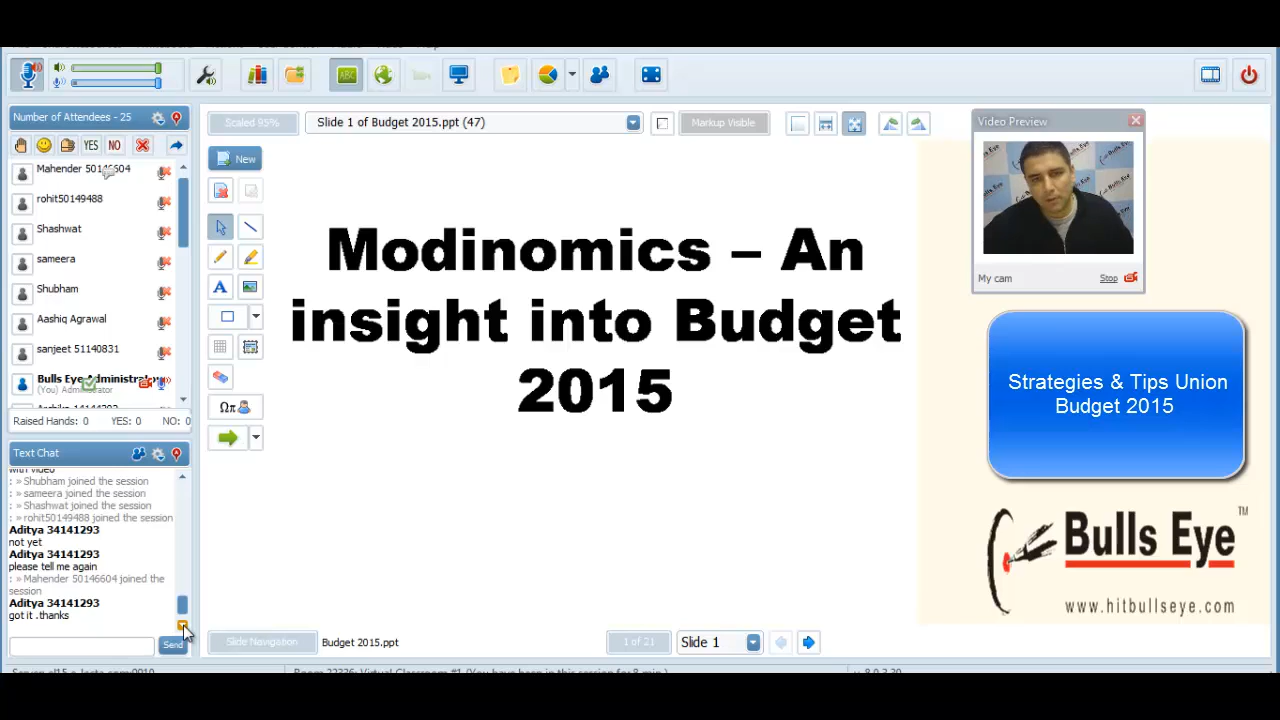 ABC
Number of Attendees - 25
Scaled 95%
Slide 1 of Budget 2015.ppt (47)
Markup Visible
Video Preview
YES
NO
New
Mahender 50146604
rohit50149488
Shashwat
sameera
Shubham
Aashiq Agrawal
sanjeet 51140831
Bulls Eye Administrator
(You) Administrator
Raised Hands: 0 YES: 0 NO: 0
Modinomics – An
insight into Budget
2015
A
Ωπ
My cam
Stop
Strategies & Tips Union
Budget 2015
Bulls Eye TM
www.hitbullseye.com
Text Chat
with video
: » Shubham joined the session
: » sameera joined the session
: » Shashwat joined the session
: » rohit50149488 joined the session
Aditya 34141293
not yet
Aditya 34141293
please tell me again
: » Mahender 50146604 joined the
session
Aditya 34141293
got it .thanks
Send
Slide Navigation
Budget 2015.ppt
1 of 21
Slide 1